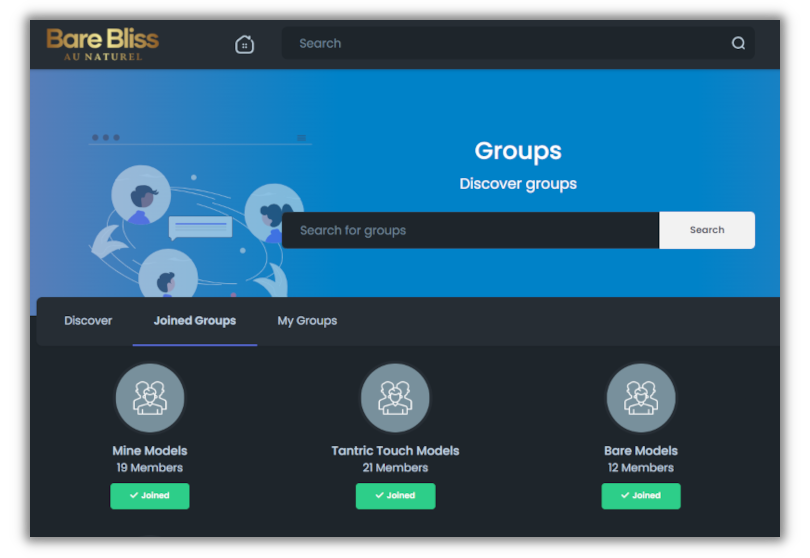 Bare Bliss
AU NATUREL
Search
Groups
Discover groups
Search for groups
Search
Discover
Joined Groups
My Groups
Mine Models
19 Members
Joined
Tantric Touch Models
21 Members
Joined
Bare Models
12 Members
Joined